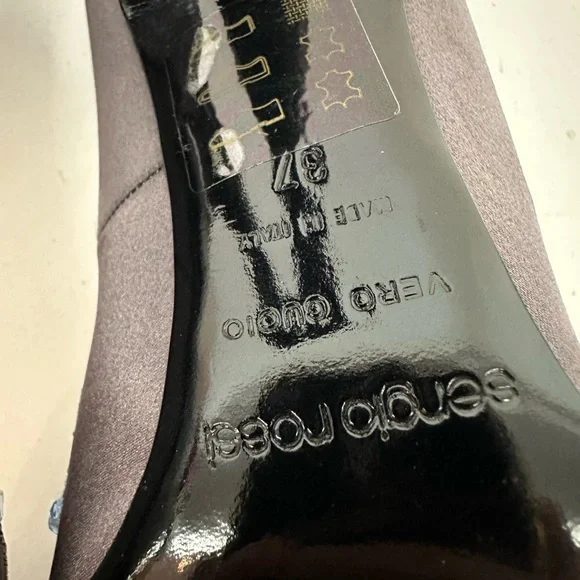 sergio rossi
VERO CUOIO
MADE IN ITALY
37